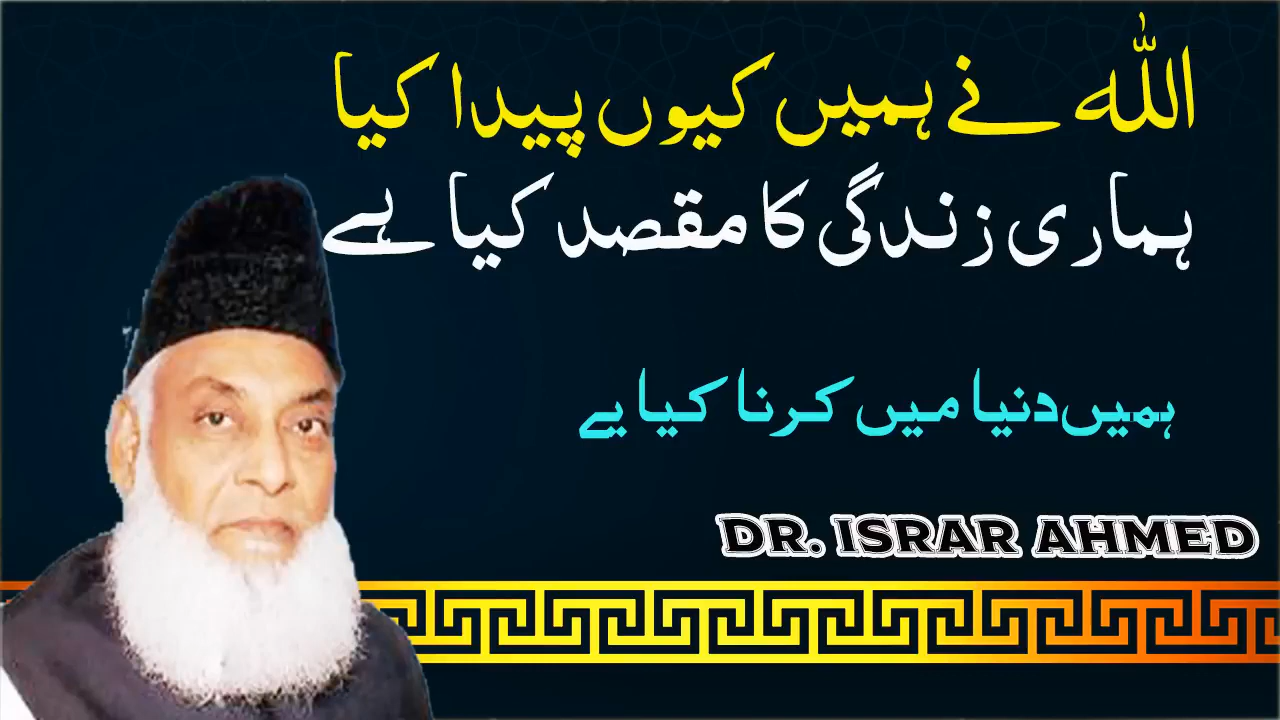 اللہ نے ہمیں کیوں پیدا کیا
ہماری زندگی کا مقصد کیا ہے
ہمیں دنیا میں کرنا کیا یے
DR. ISRAR AHMED